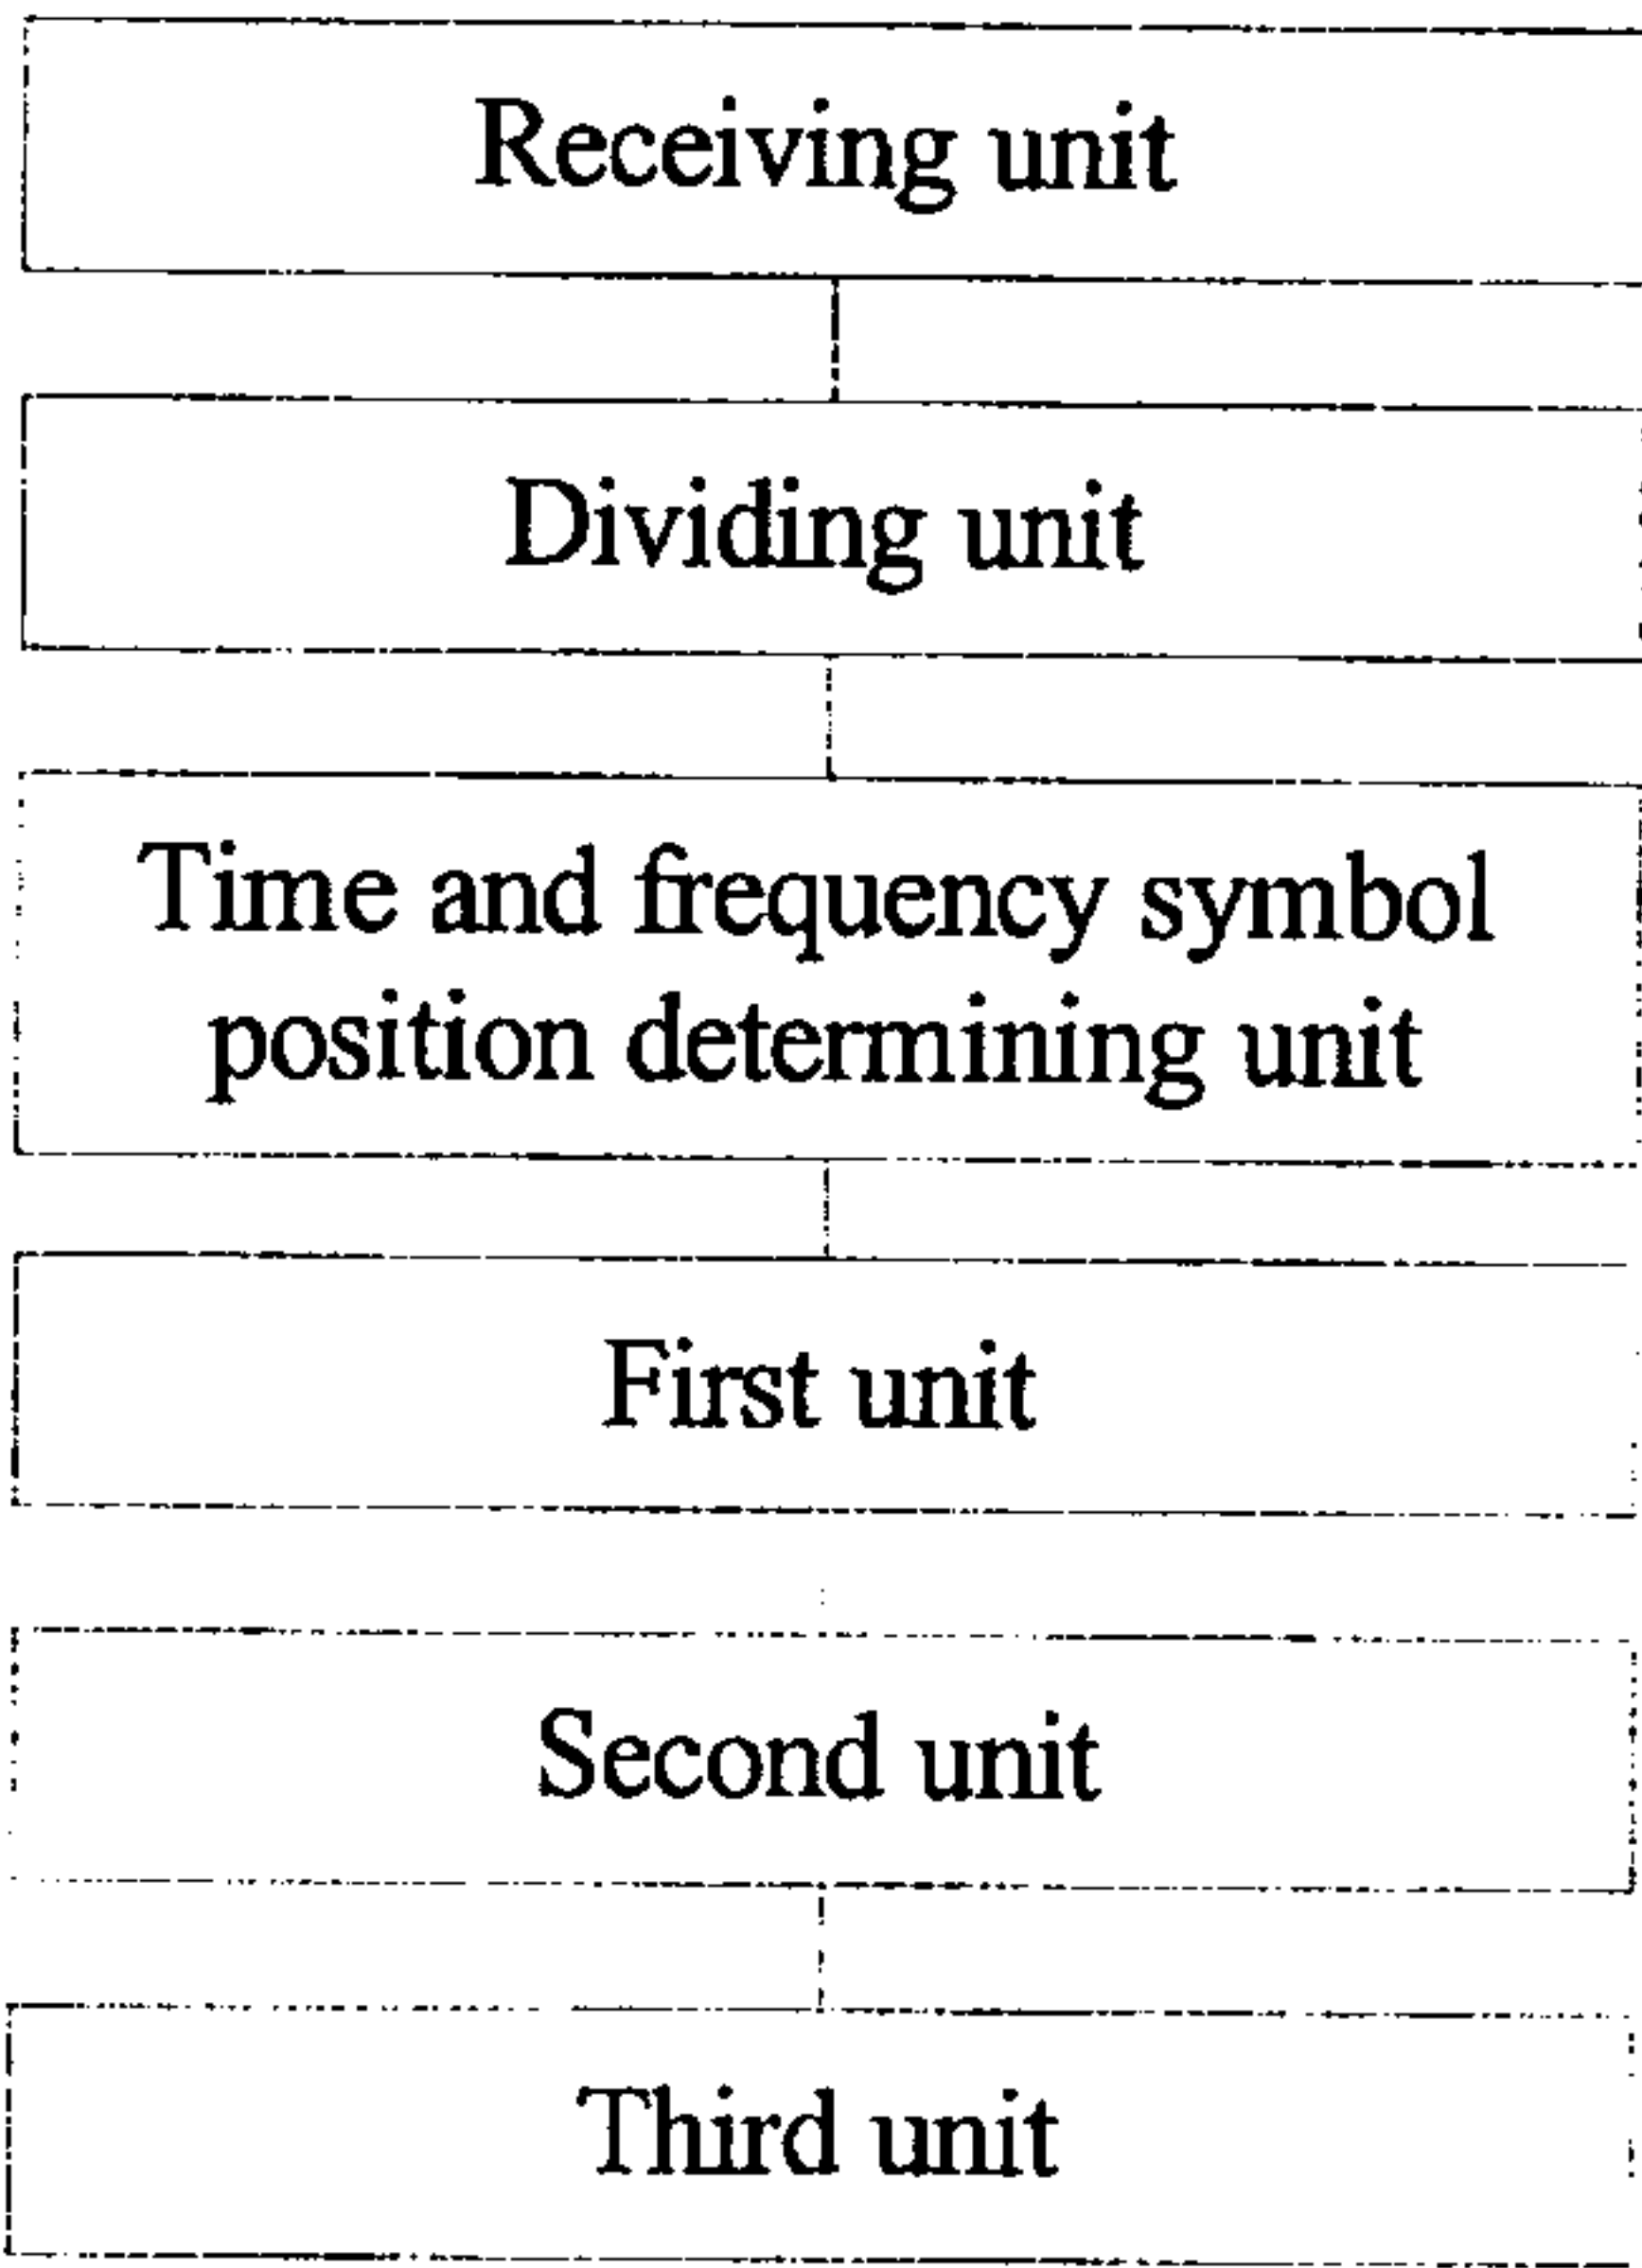 Receiving unit
Dividing unit
Time and frequency symbol
position determining unit
First unit
Second unit
Third unit